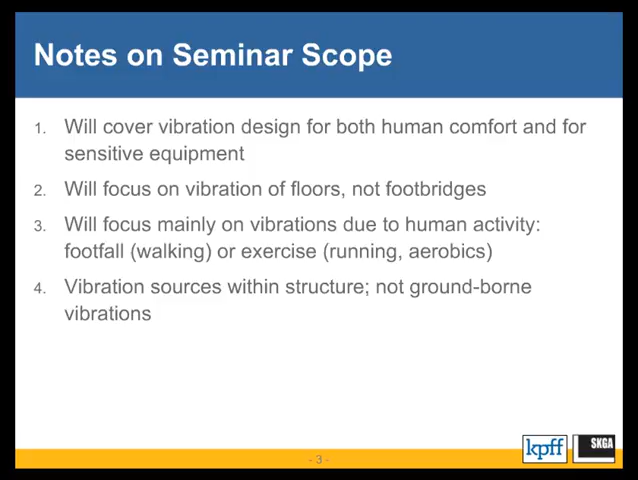 Notes on Seminar Scope
1. Will cover vibration design for both human comfort and for
sensitive equipment
2. Will focus on vibration of floors, not footbridges
3. Will focus mainly on vibrations due to human activity:
footfall (walking) or exercise (running, aerobics)
4. Vibration sources within structure; not ground-borne
vibrations
- 3 -
kpff
SKGA